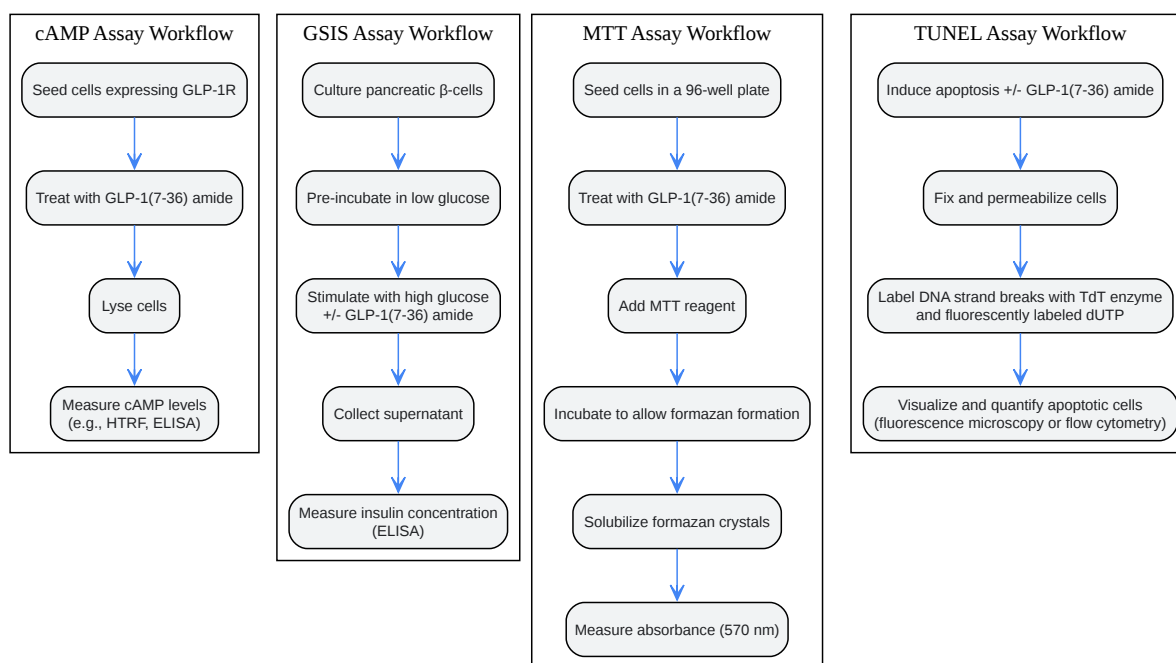 cAMP Assay Workflow
Seed cells expressing GLP-1R
Treat with GLP-1(7-36) amide
Lyse cells
Measure cAMP levels
(e.g., HTRF, ELISA)
GSIS Assay Workflow
Culture pancreatic β-cells
Pre-incubate in low glucose
Stimulate with high glucose
+/- GLP-1(7-36) amide
Collect supernatant
Measure insulin concentration
(ELISA)
MTT Assay Workflow
Seed cells in a 96-well plate
Treat with GLP-1(7-36) amide
Add MTT reagent
Incubate to allow formazan formation
Solubilize formazan crystals
Measure absorbance (570 nm)
TUNEL Assay Workflow
Induce apoptosis +/- GLP-1(7-36) amide
Fix and permeabilize cells
Label DNA strand breaks with TdT enzyme
and fluorescently labeled dUTP
Visualize and quantify apoptotic cells
(fluorescence microscopy or flow cytometry)